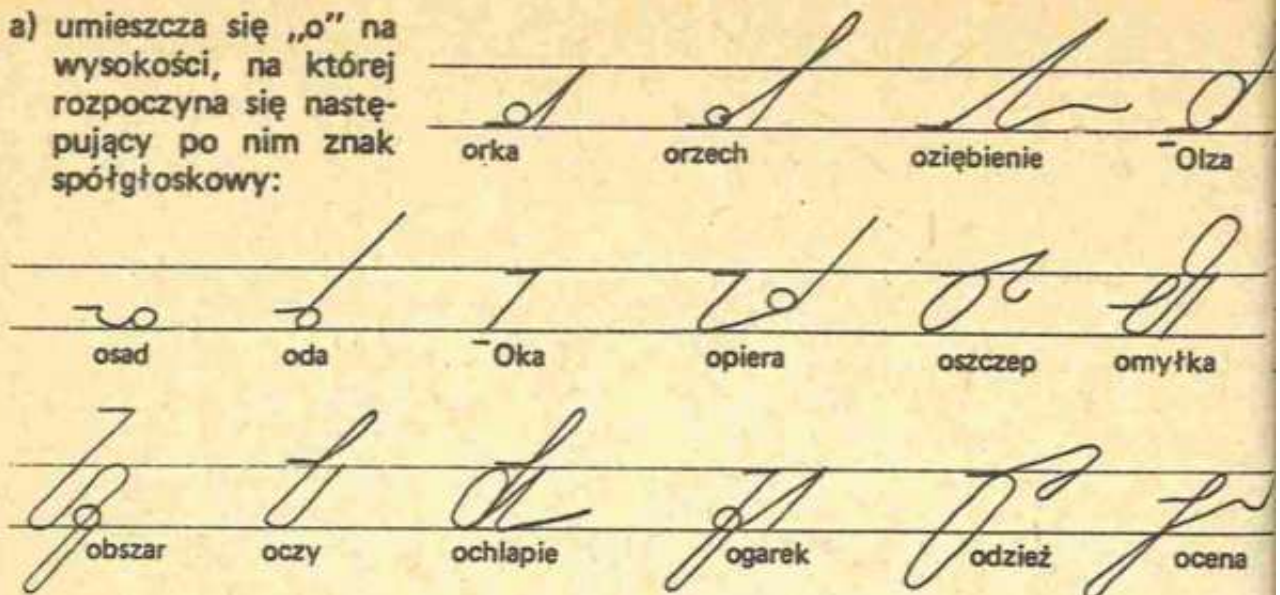 a) umieszcza się „o” na
wysokości, na której
rozpoczyna się nastę-
pujący po nim znak
spółgłoskowy:
orka orzech oziębienie ‾Olza
osad oda ‾Oka opiera oszczep omyłka
obszar oczy ochlapie ogarek odzież ocena